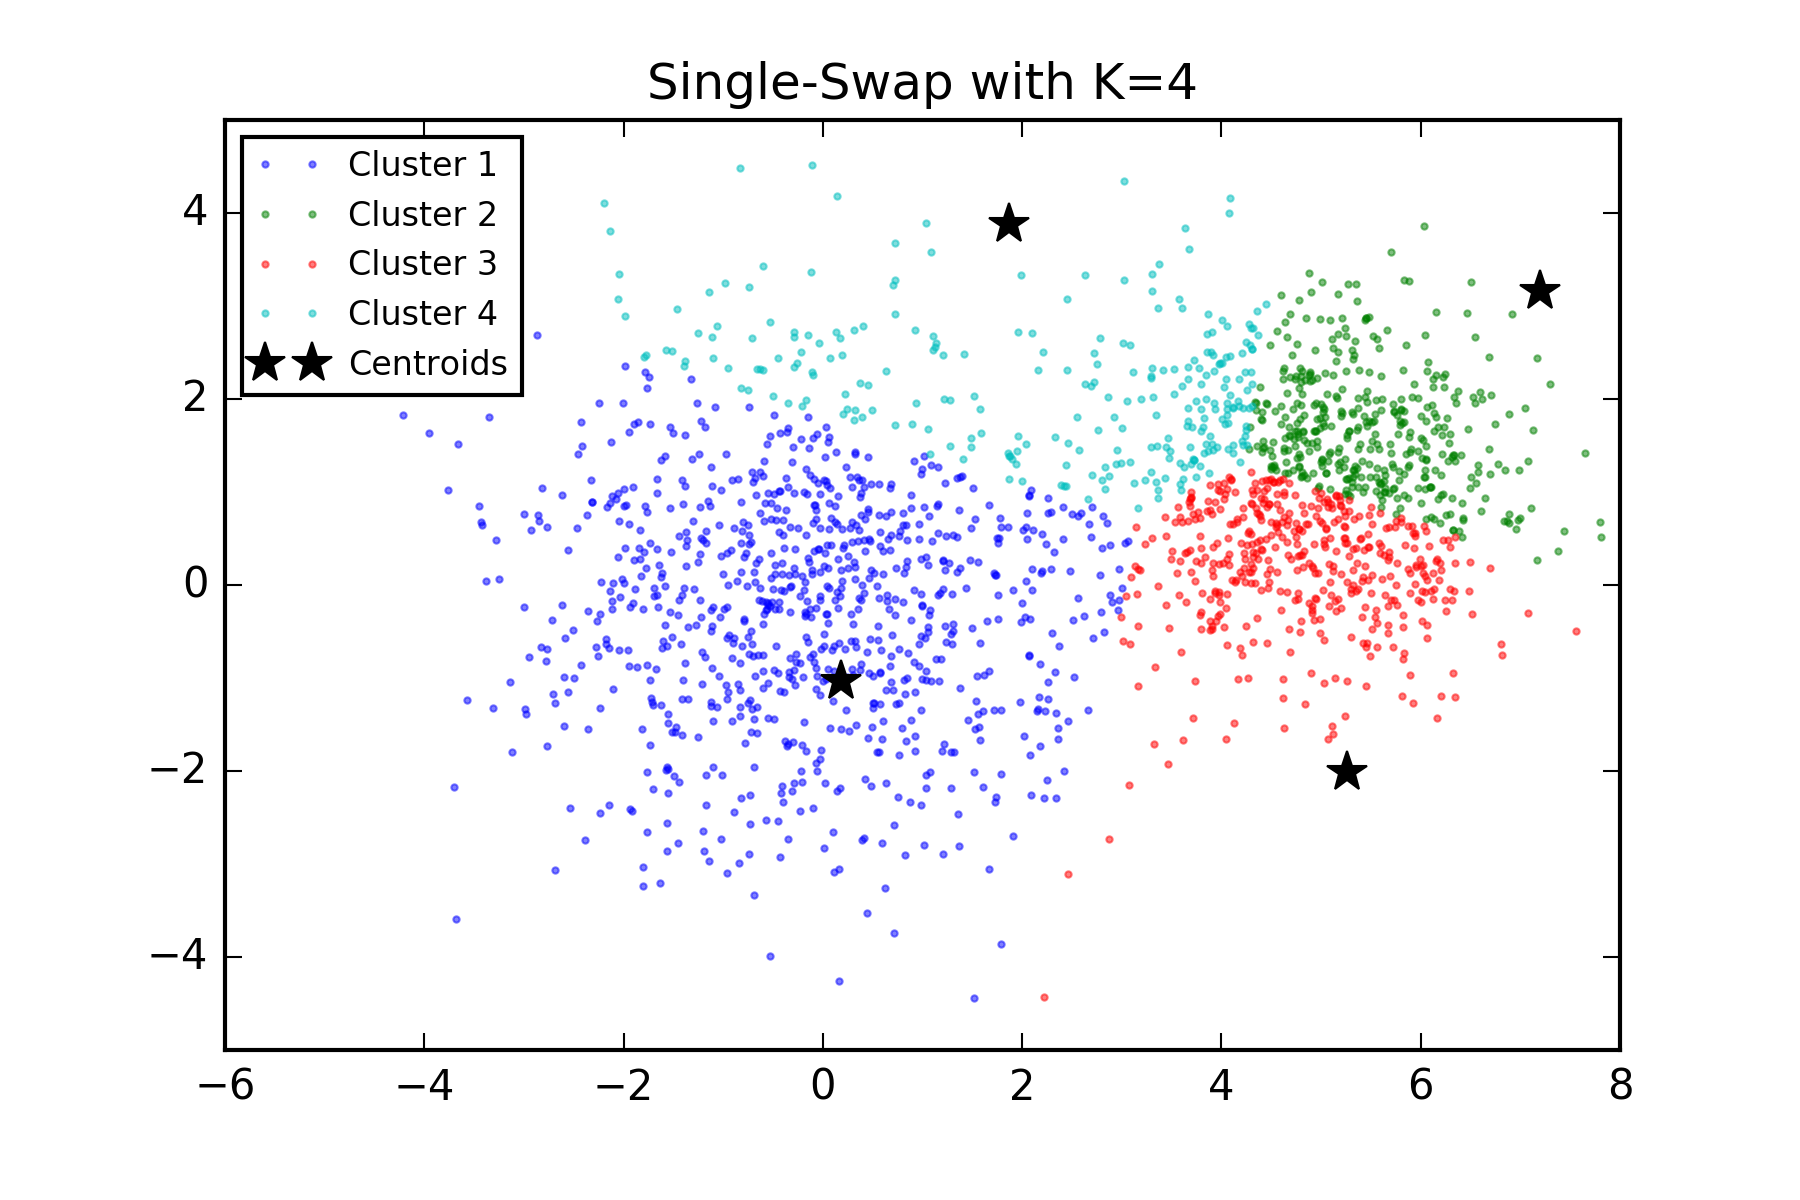 Single-Swap with K=4
Cluster 1
Cluster 2
Cluster 3
Cluster 4
Centroids
4
2
0
−2
−4
−6 −4 −2 0 2 4 6 8